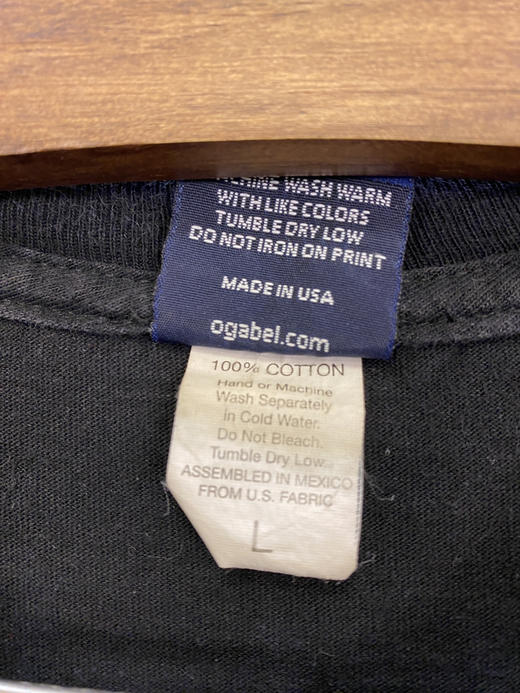 MACHINE WASH WARM
WITH LIKE COLORS
TUMBLE DRY LOW
DO NOT IRON ON PRINT
MADE IN USA
ogabel.com
100% COTTON
Hand or Machine
Wash Separately
in Cold Water.
Do Not Bleach.
Tumble Dry Low.
ASSEMBLED IN MEXICO
FROM U.S. FABRIC
L